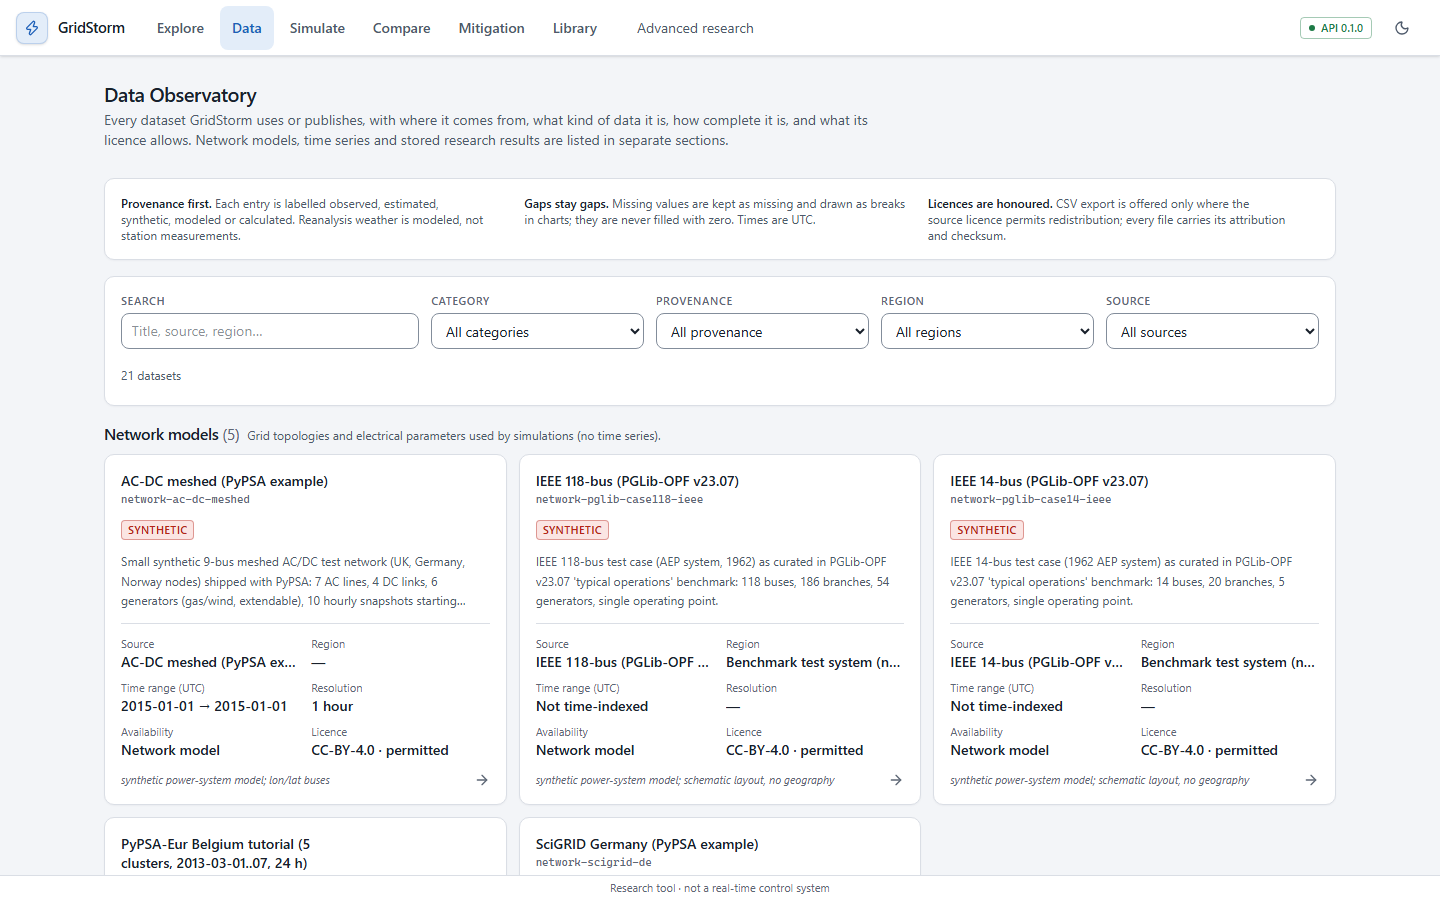 GridStorm
Explore
Data
Simulate
Compare
Mitigation
Library
Advanced research
API 0.1.0
Data Observatory
Every dataset GridStorm uses or publishes, with where it comes from, what kind of data it is, how complete it is, and what its
licence allows. Network models, time series and stored research results are listed in separate sections.
Provenance first. Each entry is labelled observed, estimated,
synthetic, modeled or calculated. Reanalysis weather is modeled, not
station measurements.
Gaps stay gaps. Missing values are kept as missing and drawn as breaks
in charts; they are never filled with zero. Times are UTC.
Licences are honoured. CSV export is offered only where the
source licence permits redistribution; every file carries its attribution
and checksum.
SEARCH
Title, source, region...
CATEGORY
All categories
PROVENANCE
All provenance
REGION
All regions
SOURCE
All sources
21 datasets
Network models (5) Grid topologies and electrical parameters used by simulations (no time series).
AC-DC meshed (PyPSA example)
network-ac-dc-meshed
SYNTHETIC
Small synthetic 9-bus meshed AC/DC test network (UK, Germany,
Norway nodes) shipped with PyPSA: 7 AC lines, 4 DC links, 6
generators (gas/wind, extendable), 10 hourly snapshots starting...
Source
AC-DC meshed (PyPSA ex...
Region
—
Time range (UTC)
2015-01-01 → 2015-01-01
Resolution
1 hour
Availability
Network model
Licence
CC-BY-4.0 · permitted
synthetic power-system model; lon/lat buses
IEEE 118-bus (PGLib-OPF v23.07)
network-pglib-case118-ieee
SYNTHETIC
IEEE 118-bus test case (AEP system, 1962) as curated in PGLib-OPF
v23.07 'typical operations' benchmark: 118 buses, 186 branches, 54
generators, single operating point.
Source
IEEE 118-bus (PGLib-OPF ...
Region
Benchmark test system (n...
Time range (UTC)
Not time-indexed
Resolution
—
Availability
Network model
Licence
CC-BY-4.0 · permitted
synthetic power-system model; schematic layout, no geography
IEEE 14-bus (PGLib-OPF v23.07)
network-pglib-case14-ieee
SYNTHETIC
IEEE 14-bus test case (1962 AEP system) as curated in PGLib-OPF
v23.07 'typical operations' benchmark: 14 buses, 20 branches, 5
generators, single operating point.
Source
IEEE 14-bus (PGLib-OPF v...
Region
Benchmark test system (n...
Time range (UTC)
Not time-indexed
Resolution
—
Availability
Network model
Licence
CC-BY-4.0 · permitted
synthetic power-system model; schematic layout, no geography
PyPSA-Eur Belgium tutorial (5
clusters, 2013-03-01..07, 24 h)
SciGRID Germany (PyPSA example)
network-scigrid-de
Research tool · not a real-time control system